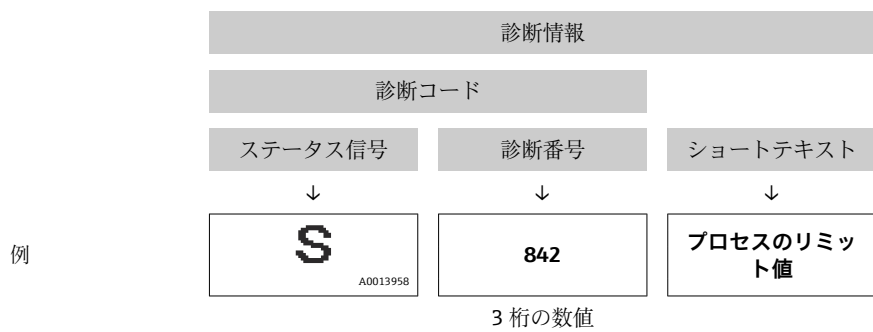 診断情報
診断コード
ステータス信号
診断番号
ショートテキスト
↓ ↓ ↓
例
S
A0013958
842
プロセスのリミッ
ト値
3 桁の数値